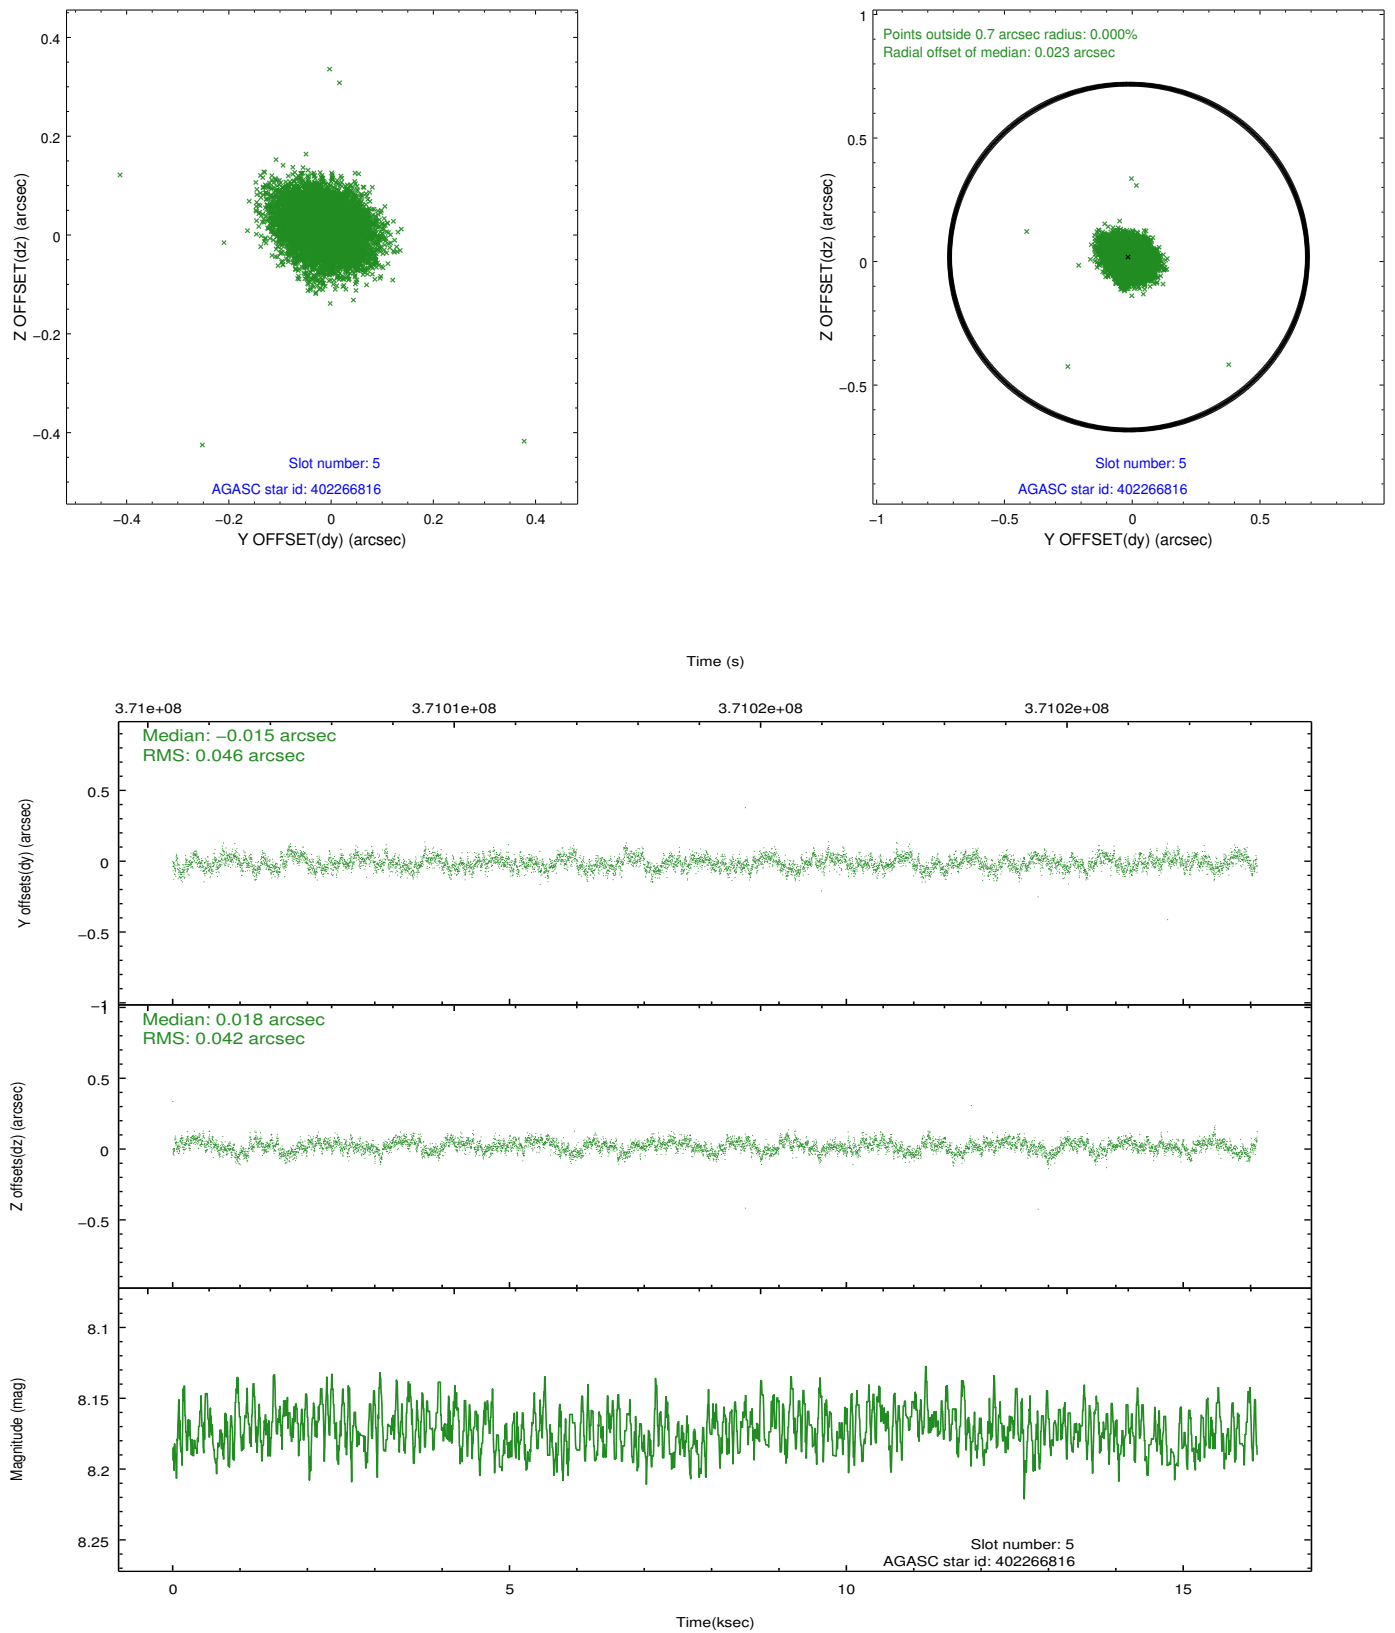 0.4
0.2
0
−0.2
−0.4
Z OFFSET(dz) (arcsec)
Slot number: 5
AGASC star id: 402266816
−0.4
−0.2
0
0.2
0.4
Y OFFSET(dy) (arcsec)
1
0.5
0
−0.5
Z OFFSET(dz) (arcsec)
Points outside 0.7 arcsec radius: 0.000%
Radial offset of median: 0.023 arcsec
Slot number: 5
AGASC star id: 402266816
−1
−0.5
0
0.5
Y OFFSET(dy) (arcsec)
Time (s)
3.71e+08
3.7101e+08
3.7102e+08
3.7102e+08
Median: −0.015 arcsec
RMS: 0.046 arcsec
0.5
0
−0.5
−1
Y offsets(dy) (arcsec)
Median: 0.018 arcsec
RMS: 0.042 arcsec
1
0.5
0
−0.5
Z offsets(dz) (arcsec)
8.1
8.15
8.2
8.25
Magnitude (mag)
Slot number: 5
AGASC star id: 402266816
0
5
10
15
Time(ksec)